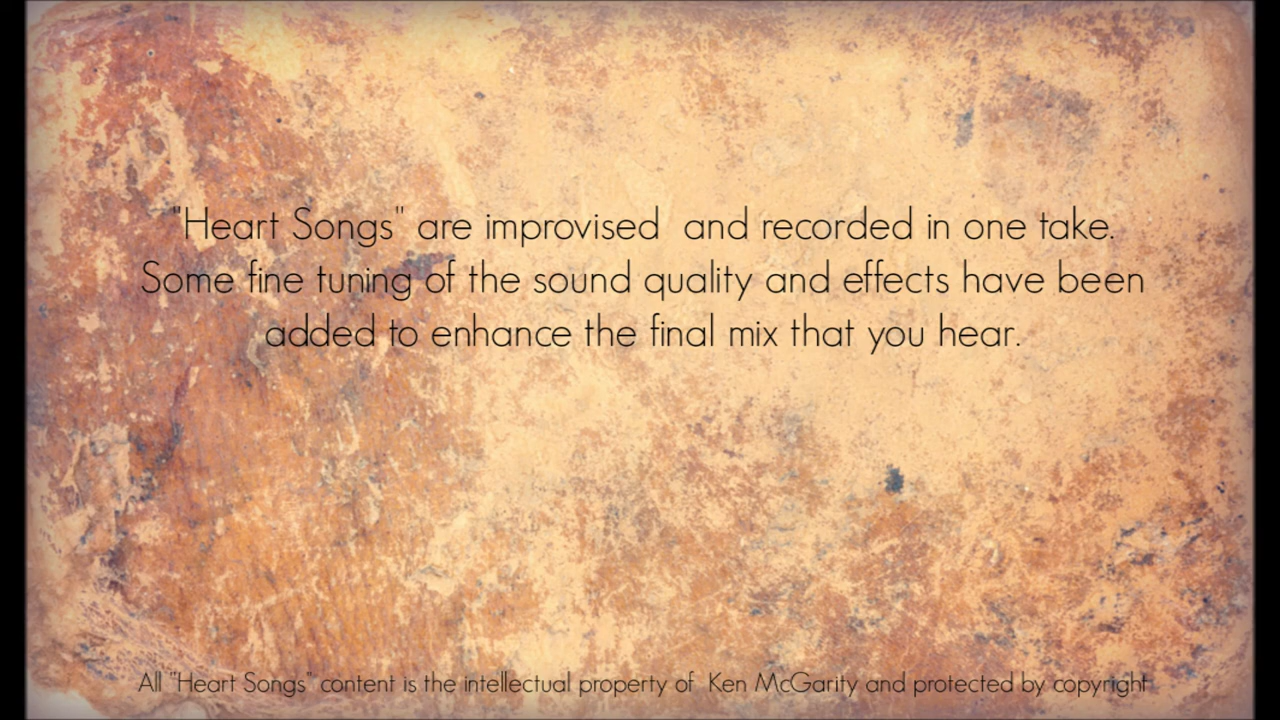 "Heart Songs" are improvised  and recorded in one take.
Some fine tuning of the sound quality and effects have been
added to enhance the final mix that you hear.
All "Heart Songs" content is the intellectual property of  Ken McGarity and protected by copyright